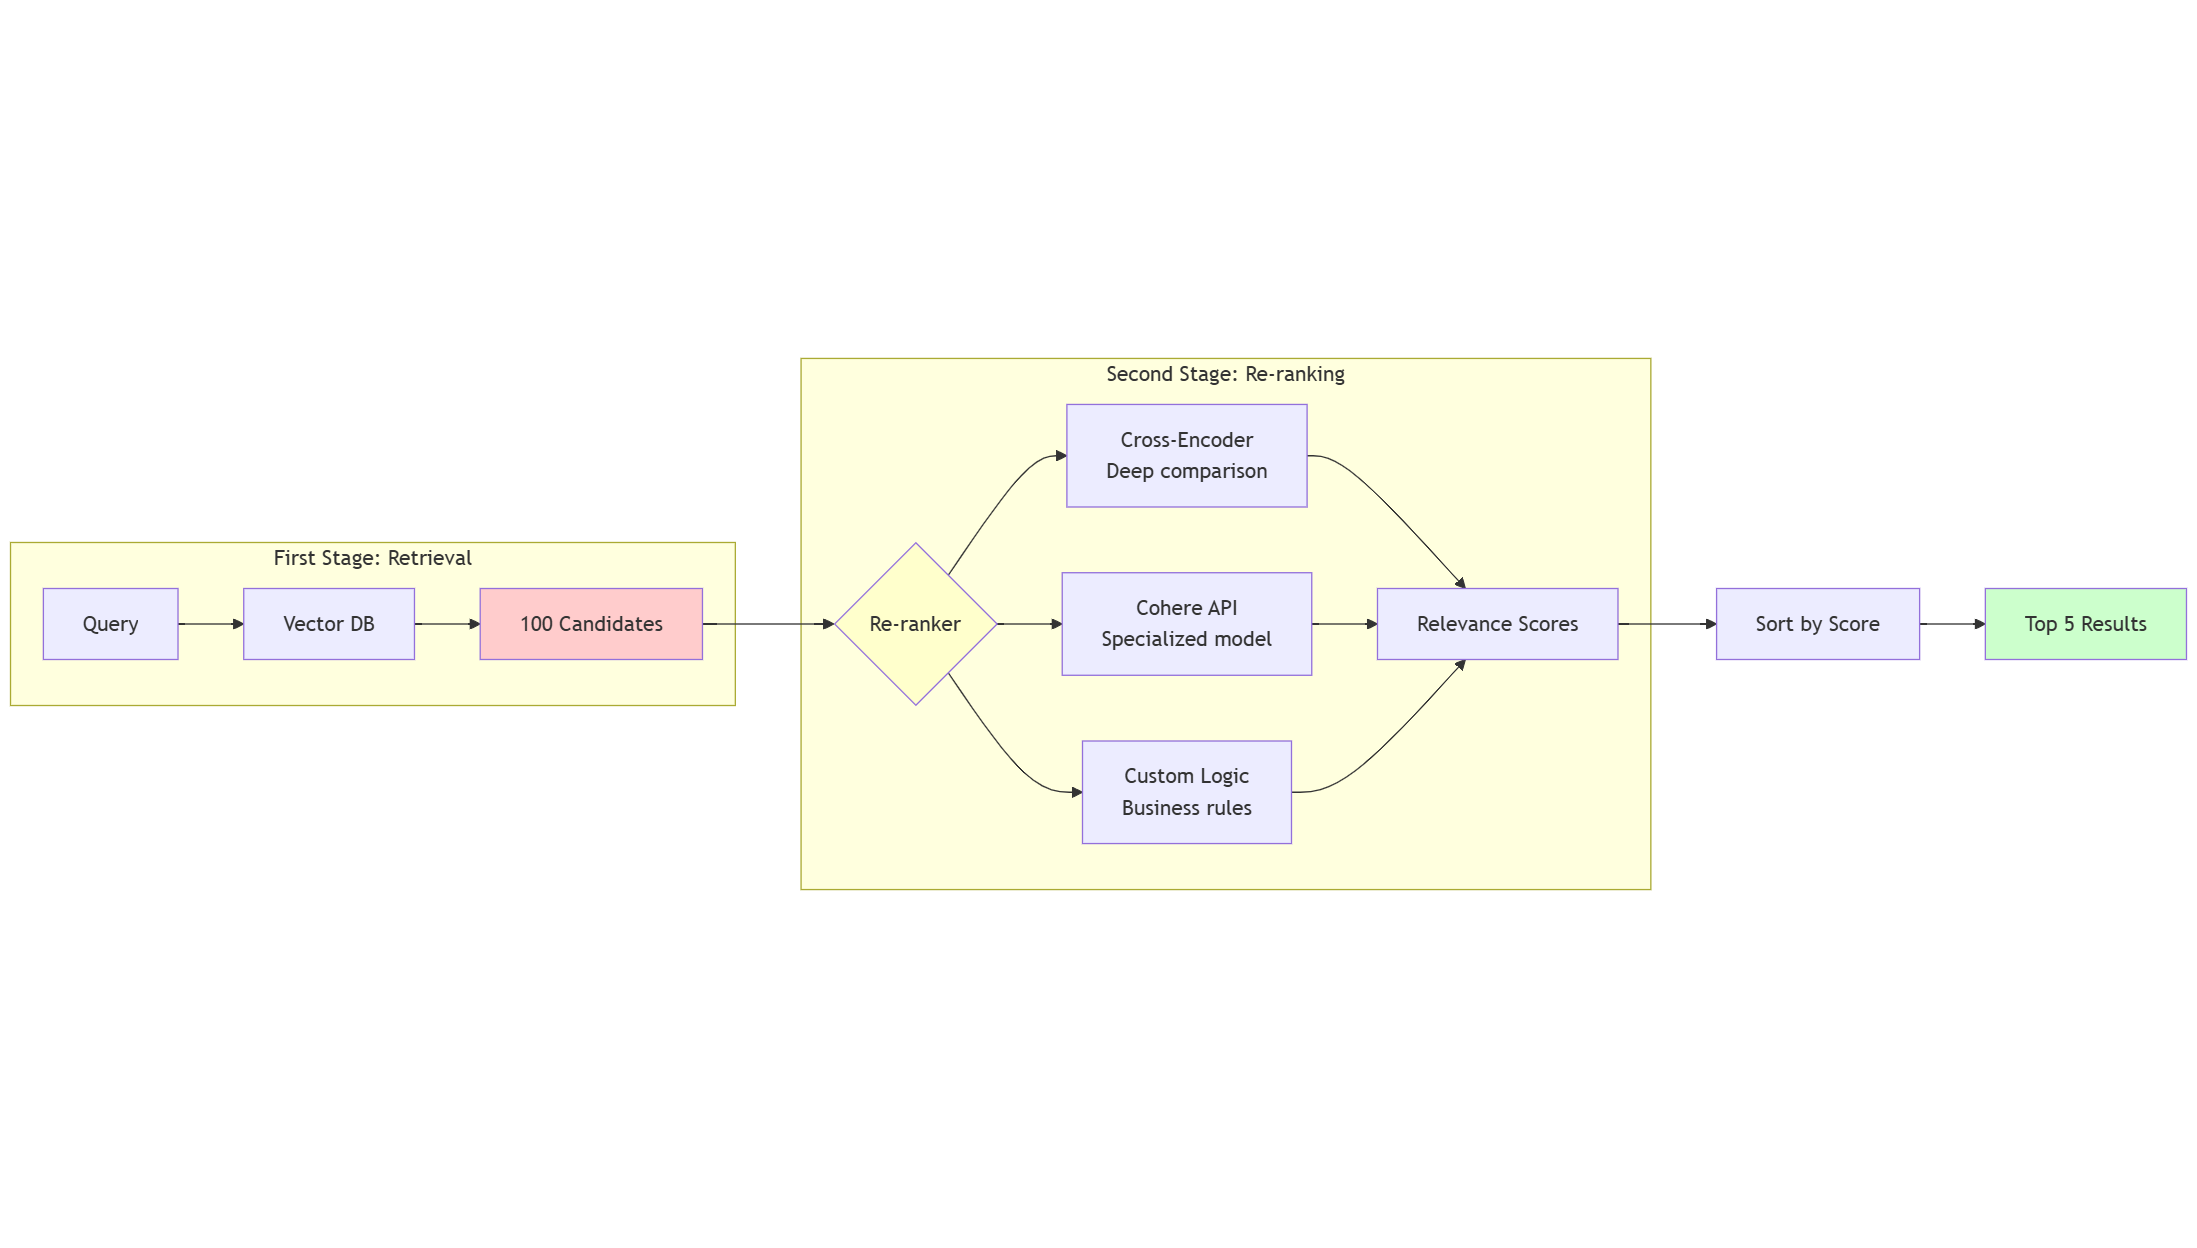 First Stage: Retrieval
Query
Vector DB
100 Candidates
Second Stage: Re-ranking
Re-ranker
Cross-Encoder
Deep comparison
Cohere API
Specialized model
Custom Logic
Business rules
Relevance Scores
Sort by Score
Top 5 Results